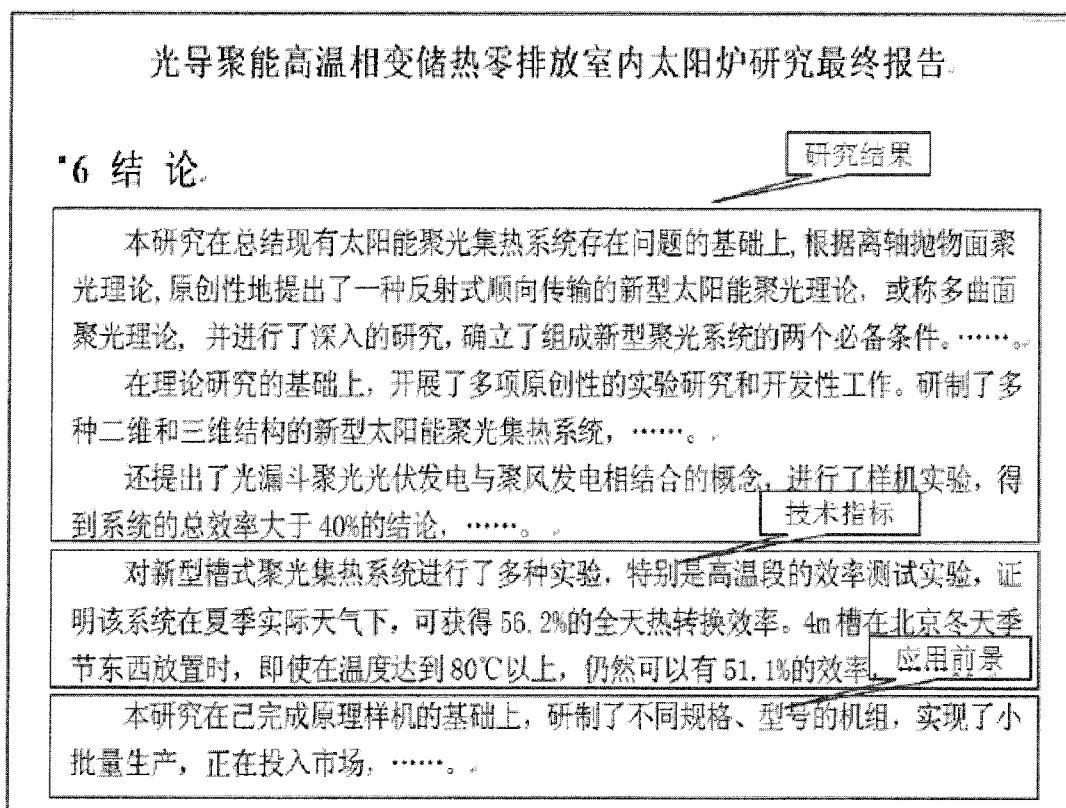 光导聚能高温相变储热零排放室内太阳炉研究最终报告
6 结 论
研究结果
本研究在总结现有太阳能聚光集热系统存在问题的基础上,根据离轴抛物面聚
光理论,原创性地提出了一种反射式顺向传输的新型太阳能聚光理论，或称多曲面
聚光理论，并进行了深入的研究,确立了组成新型聚光系统的两个必备条件。……。
在理论研究的基础上，开展了多项原创性的实验研究和开发性工作。研制了多
种二维和三维结构的新型太阳能聚光集热系统，……。
还提出了光漏斗聚光光伏发电与聚风发电相结合的概念，进行了样机实验，得
到系统的总效率大于 40%的结论，……。
技术指标
对新型槽式聚光集热系统进行了多种实验，特别是高温段的效率测试实验，证
明该系统在夏季实际天气下，可获得 56.2%的全天热转换效率。4m 槽在北京冬天季
节东西放置时，即使在温度达到 80℃以上，仍然可以有 51.1%的效率
应用前景
本研究在已完成原理样机的基础上，研制了不同规格、型号的机组，实现了小
批量生产，正在投入市场，……。